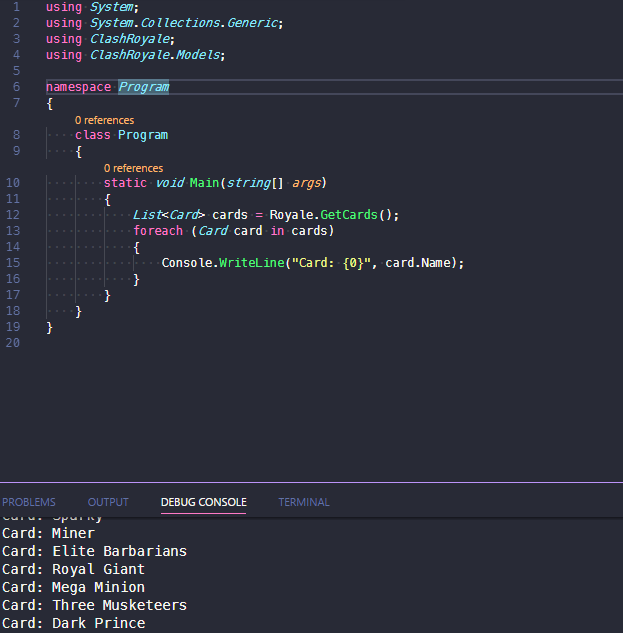 1 using System;
2 using System.Collections.Generic;
3 using ClashRoyale;
4 using ClashRoyale.Models;
5
6 namespace Program
7 {
0 references
8 class Program
9 {
0 references
10 static void Main(string[] args)
11 {
12 List<Card> cards = Royale.GetCards();
13 foreach (Card card in cards)
14 {
15 Console.WriteLine("Card: {0}", card.Name);
16 }
17 }
18 }
19 }
20
PROBLEMS OUTPUT DEBUG CONSOLE TERMINAL
Card: Sparky
Card: Miner
Card: Elite Barbarians
Card: Royal Giant
Card: Mega Minion
Card: Three Musketeers
Card: Dark Prince